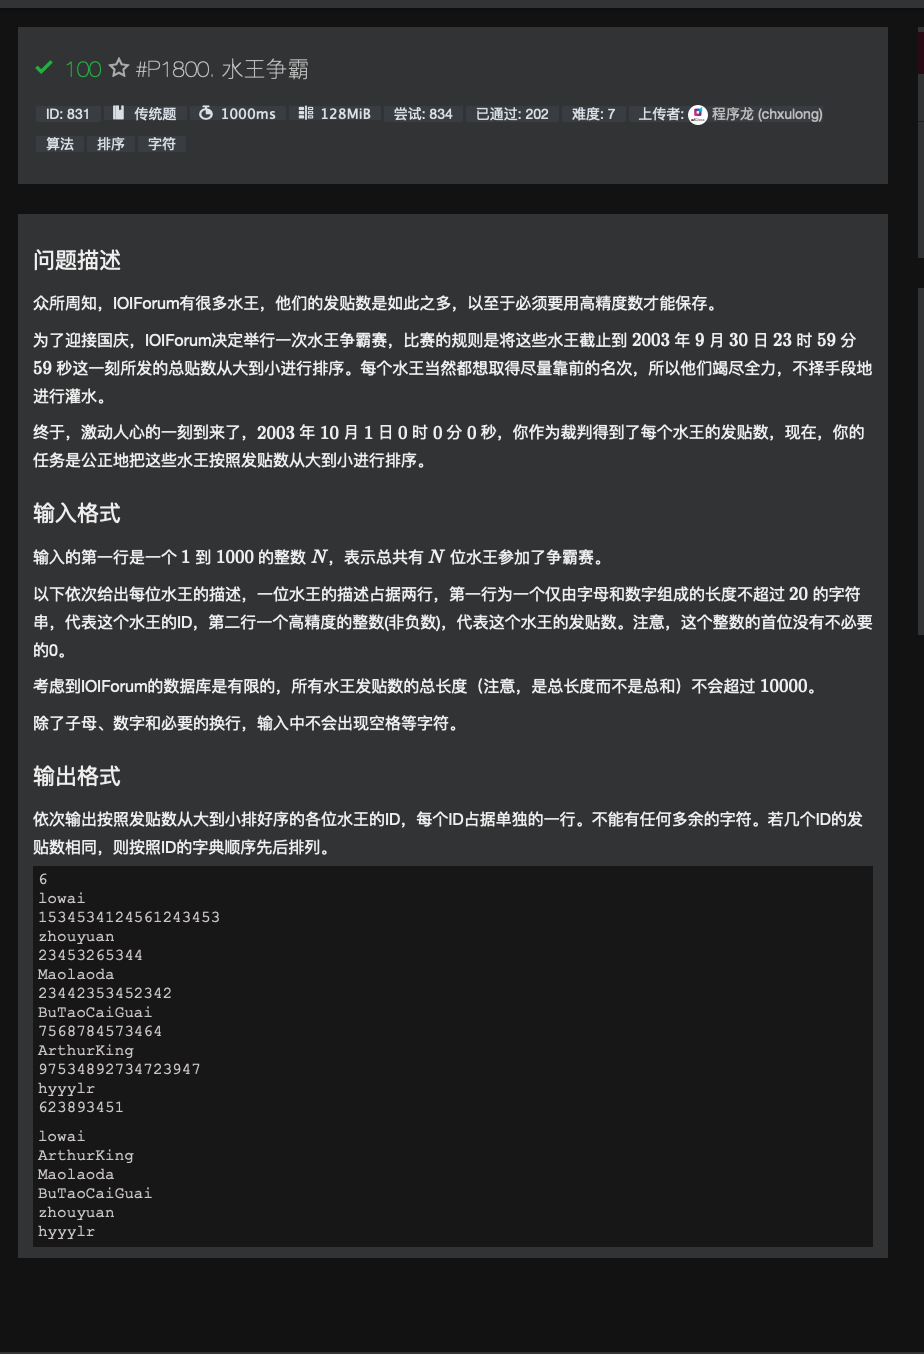 100 #P1800. 水王争霸
ID: 831 传统题 1000ms 128MiB 尝试: 834 已通过: 202 难度: 7 上传者: 程序龙 (chxulong)
算法 排序 字符
问题描述
众所周知，IOIForum有很多水王，他们的发贴数是如此之多，以至于必须要用高精度数才能保存。
为了迎接国庆，IOIForum决定举行一次水王争霸赛，比赛的规则是将这些水王截止到 2003 年 9 月 30 日 23 时 59 分
59 秒这一刻所发的总贴数从大到小进行排序。每个水王当然都想取得尽量靠前的名次，所以他们竭尽全力，不择手段地
进行灌水。
终于，激动人心的一刻到来了，2003 年 10 月 1 日 0 时 0 分 0 秒，你作为裁判得到了每个水王的发贴数，现在，你的
任务是公正地把这些水王按照发贴数从大到小进行排序。
输入格式
输入的第一行是一个 1 到 1000 的整数 N，表示总共有 N 位水王参加了争霸赛。
以下依次给出每位水王的描述，一位水王的描述占据两行，第一行为一个仅由字母和数字组成的长度不超过 20 的字符
串，代表这个水王的ID，第二行一个高精度的整数(非负数)，代表这个水王的发贴数。注意，这个整数的首位没有不必要
的0。
考虑到IOIForum的数据库是有限的，所有水王发贴数的总长度（注意，是总长度而不是总和）不会超过 10000。
除了子母、数字和必要的换行，输入中不会出现空格等字符。
输出格式
依次输出按照发贴数从大到小排好序的各位水王的ID，每个ID占据单独的一行。不能有任何多余的字符。若几个ID的发
贴数相同，则按照ID的字典顺序先后排列。
6
lowai
1534534124561243453
zhouyuan
23453265344
Maolaoda
23442353452342
BuTaoCaiGuai
7568784573464
ArthurKing
97534892734723947
hyyylr
623893451
lowai
ArthurKing
Maolaoda
BuTaoCaiGuai
zhouyuan
hyyylr